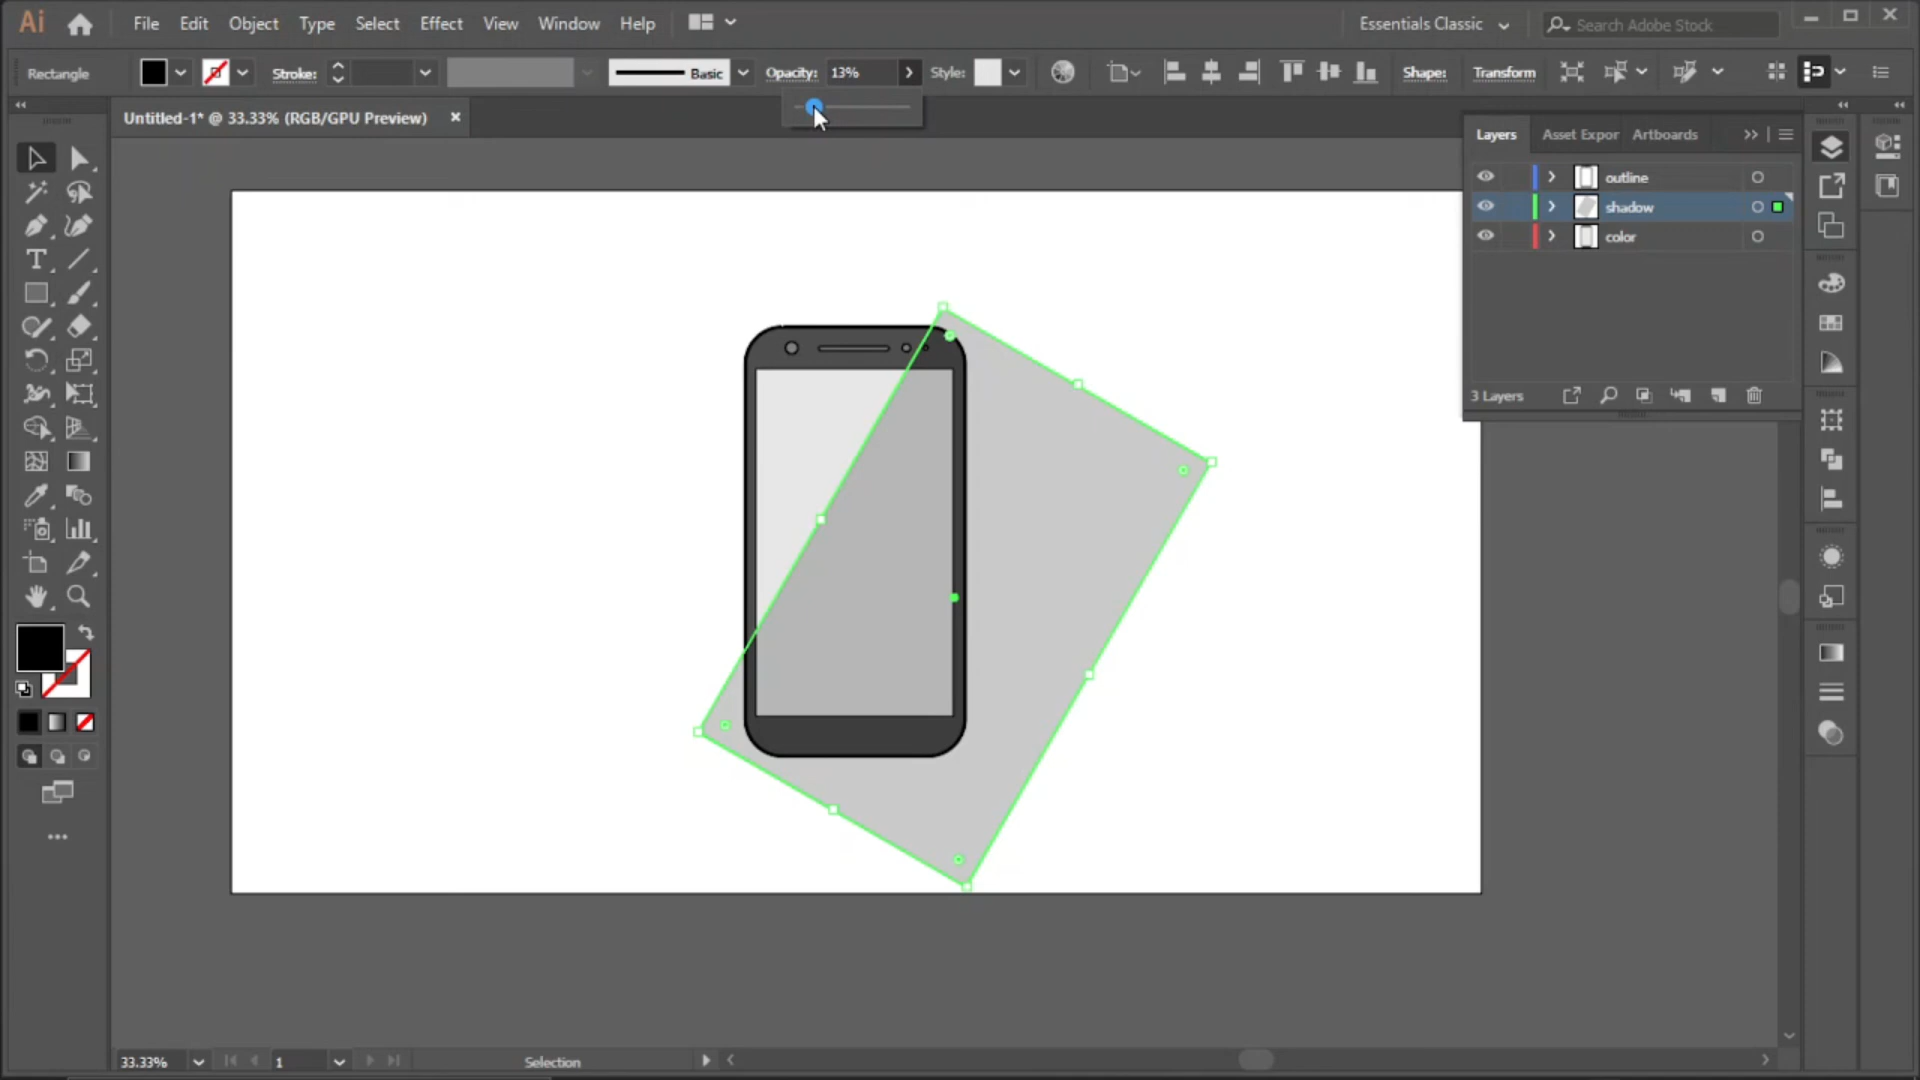 Ai File Edit Object Type Select Effect View Window Help Essentials Classic Search Adobe Stock
Rectangle Stroke: Basic Opacity: 13% Style: Shape: Transform
Untitled-1* @ 33.33% (RGB/GPU Preview)
Layers Asset Expor Artboards
outline
shadow
color
3 Layers
33.33% 1 Selection